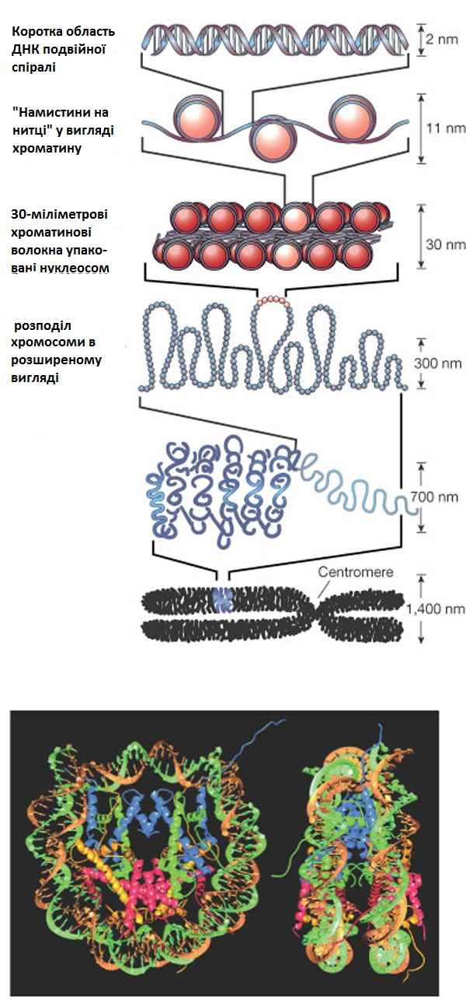 Коротка область
ДНК подвійної
спіралі
2 nm
"Намистини на
нитці" у вигляді
хроматину
11 nm
30-міліметрові
хроматинові
волокна упако-
вані нуклеосом
30 nm
розподіл
хромосоми в
розширеному
вигляді
300 nm
700 nm
Centromere
1,400 nm